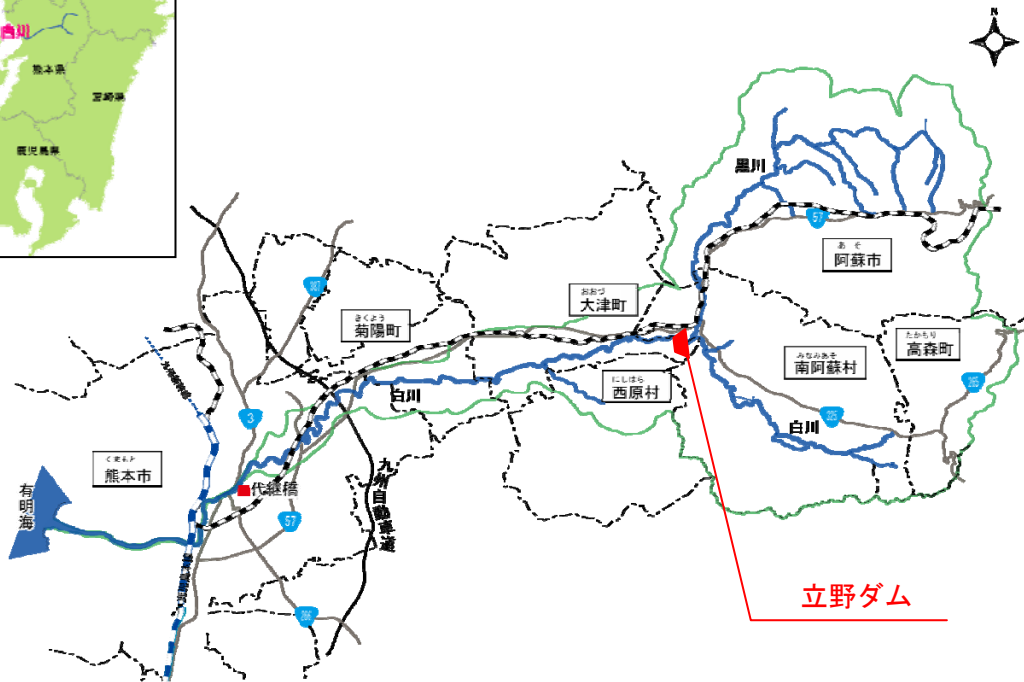 白川
熊本県
宮崎県
鹿児島県
N
黒川
57
あそ
阿蘇市
おおづ
大津町
387
きくよう
菊陽町
たかもり
高森町
みなみあそ
南阿蘇村
265
にしはら
西原村
白川
325
白川
3
くまもと
熊本市
代継橋
有明海
九州自動車道
57
266
立野ダム